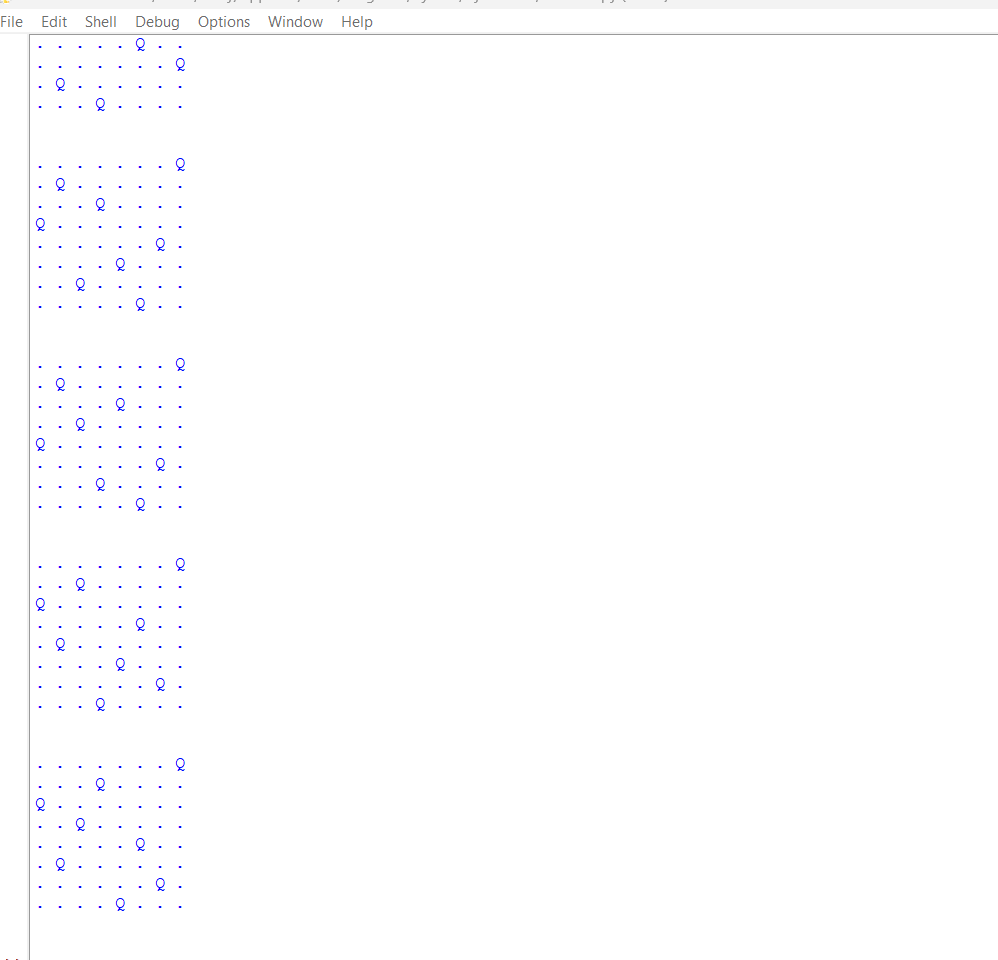 File Edit Shell Debug Options Window Help
. . . . . Q . .
. . . . . . . Q
. Q . . . . . .
. . . Q . . . .
. . . . . . . Q
. Q . . . . . .
. . . Q . . . .
Q . . . . . . .
. . . . . . Q .
. . . . Q . . .
. . Q . . . . .
. . . . . Q . .
. . . . . . . Q
. Q . . . . . .
. . . . Q . . .
. . Q . . . . .
Q . . . . . . .
. . . . . . Q .
. . . Q . . . .
. . . . . Q . .
. . . . . . . Q
. . Q . . . . .
Q . . . . . . .
. . . . . Q . .
. Q . . . . . .
. . . . Q . . .
. . . . . . Q .
. . . Q . . . .
. . . . . . . Q
. . . Q . . . .
Q . . . . . . .
. . Q . . . . .
. . . . . Q . .
. Q . . . . . .
. . . . . . Q .
. . . . Q . . .